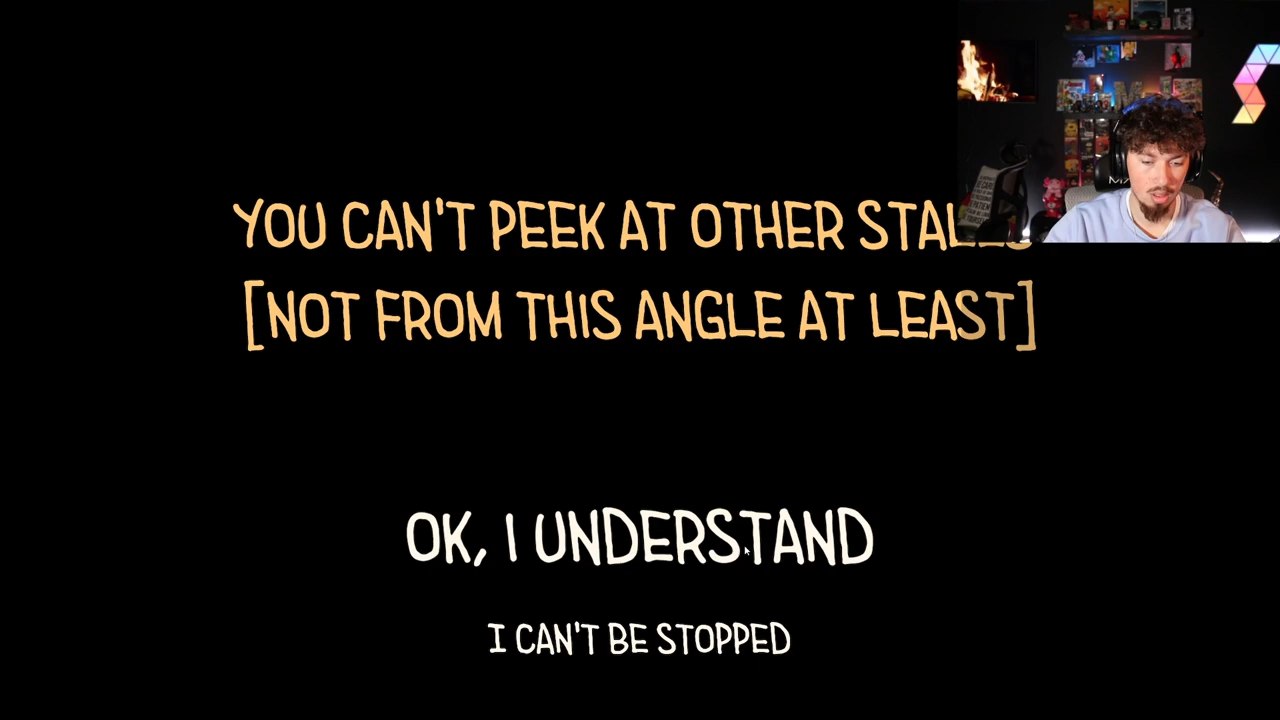 YOU CAN'T PEEK AT OTHER
[NOT FROM THIS ANGLE AT LEAST]
OK, I UNDERSTAND
I CAN'T BE STOPPED